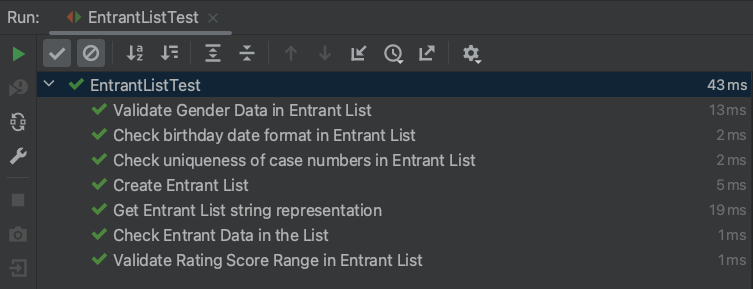 Run: EntrantListTest
EntrantListTest 43 ms
Validate Gender Data in Entrant List 13 ms
Check birthday date format in Entrant List 2 ms
Check uniqueness of case numbers in Entrant List 2 ms
Create Entrant List 5 ms
Get Entrant List string representation 19 ms
Check Entrant Data in the List 1 ms
Validate Rating Score Range in Entrant List 1 ms